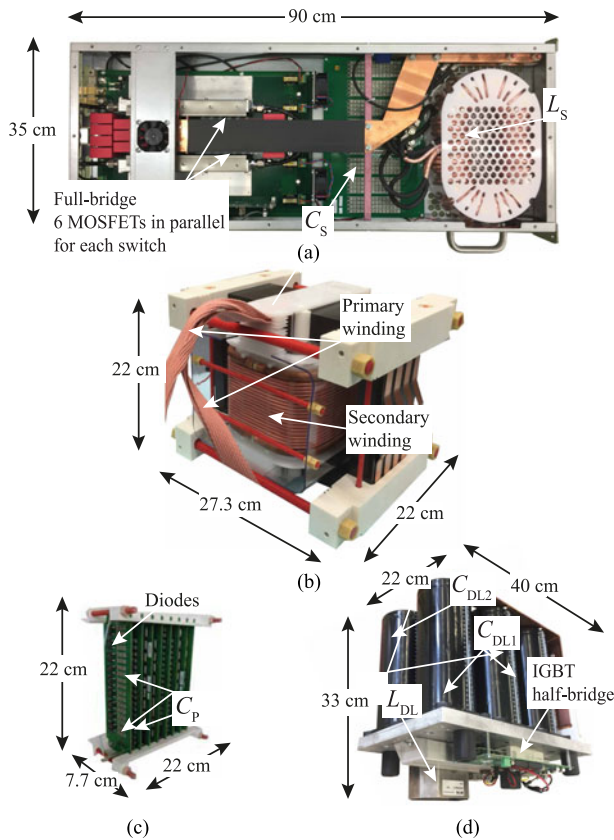 90 cm
35 cm
L_S
Full-bridge
6 MOSFETs in parallel
for each switch
C_S
(a)
Primary
winding
22 cm
Secondary
winding
27.3 cm
22 cm
(b)
22 cm
40 cm
C_DL2
Diodes
C_DL1
22 cm
IGBT
half-bridge
33 cm
L_DL
C_P
7.7 cm
22 cm
(c)
(d)